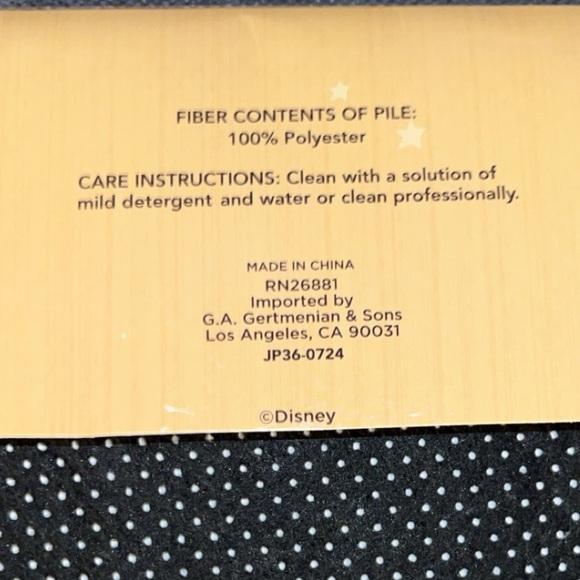 FIBER CONTENTS OF PILE:
100% Polyester
CARE INSTRUCTIONS: Clean with a solution of
mild detergent and water or clean professionally.
MADE IN CHINA
RN26881
Imported by
G.A. Gertmenian & Sons
Los Angeles, CA 90031
JP36-0724
©Disney